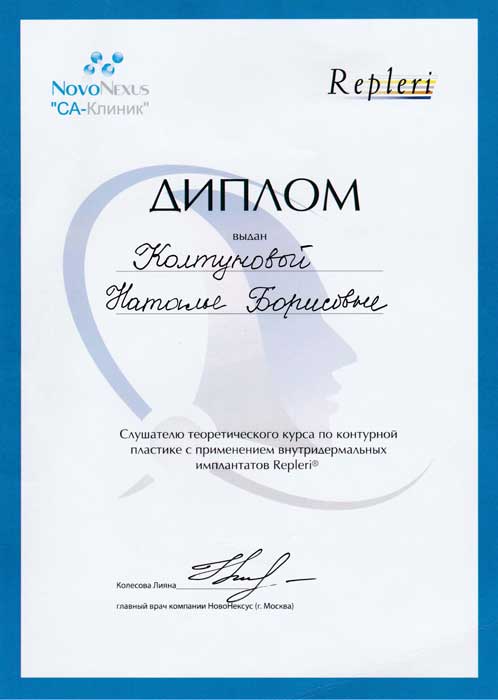 NovoNexus
"СА-Клиник"
Repleri
ДИПЛОМ
выдан
Колтуновой
Наталье Борисовне
Слушателю теоретического курса по контурной
пластике с применением внутридермальных
имплантатов Repleri®
Колесова Лияна
главный врач компании НовоНексус (г. Москва)